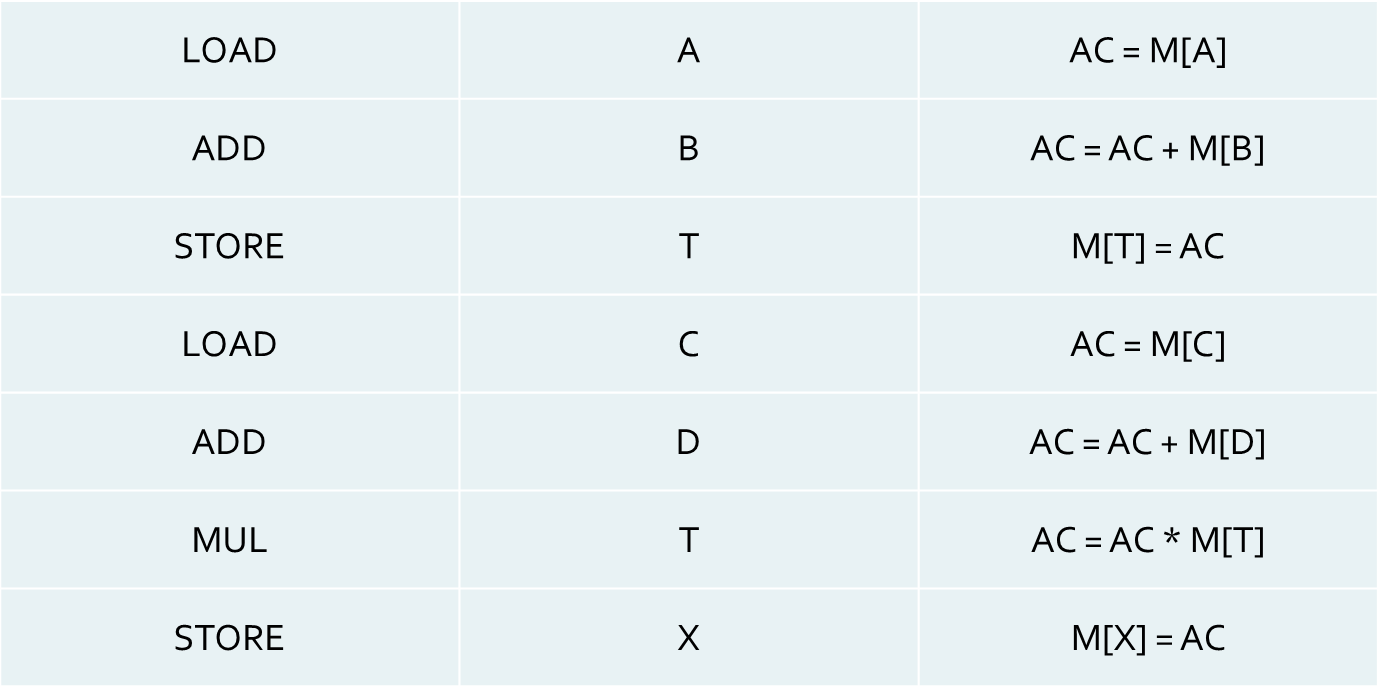 LOAD A AC = M[A]
ADD B AC = AC + M[B]
STORE T M[T] = AC
LOAD C AC = M[C]
ADD D AC = AC + M[D]
MUL T AC = AC * M[T]
STORE X M[X] = AC